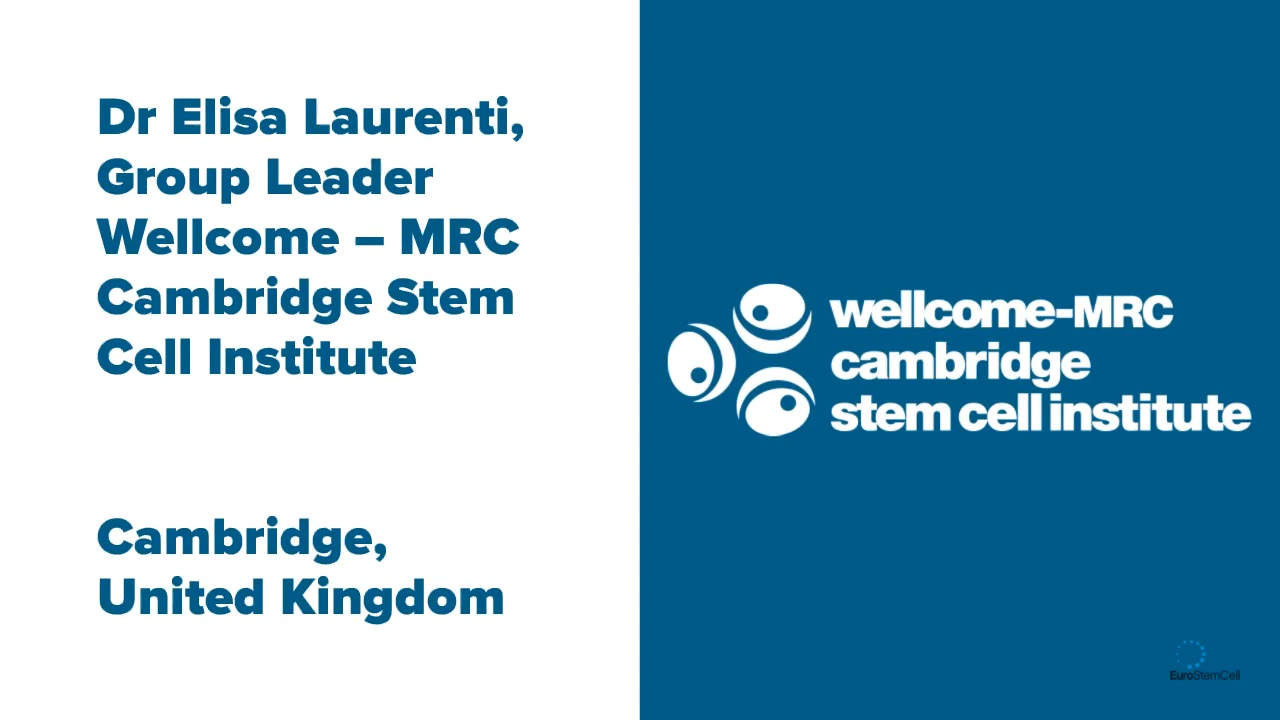 Dr Elisa Laurenti,
Group Leader
Wellcome – MRC
Cambridge Stem
Cell Institute
Cambridge,
United Kingdom
wellcome-MRC
cambridge
stem cell institute
EuroStemCell